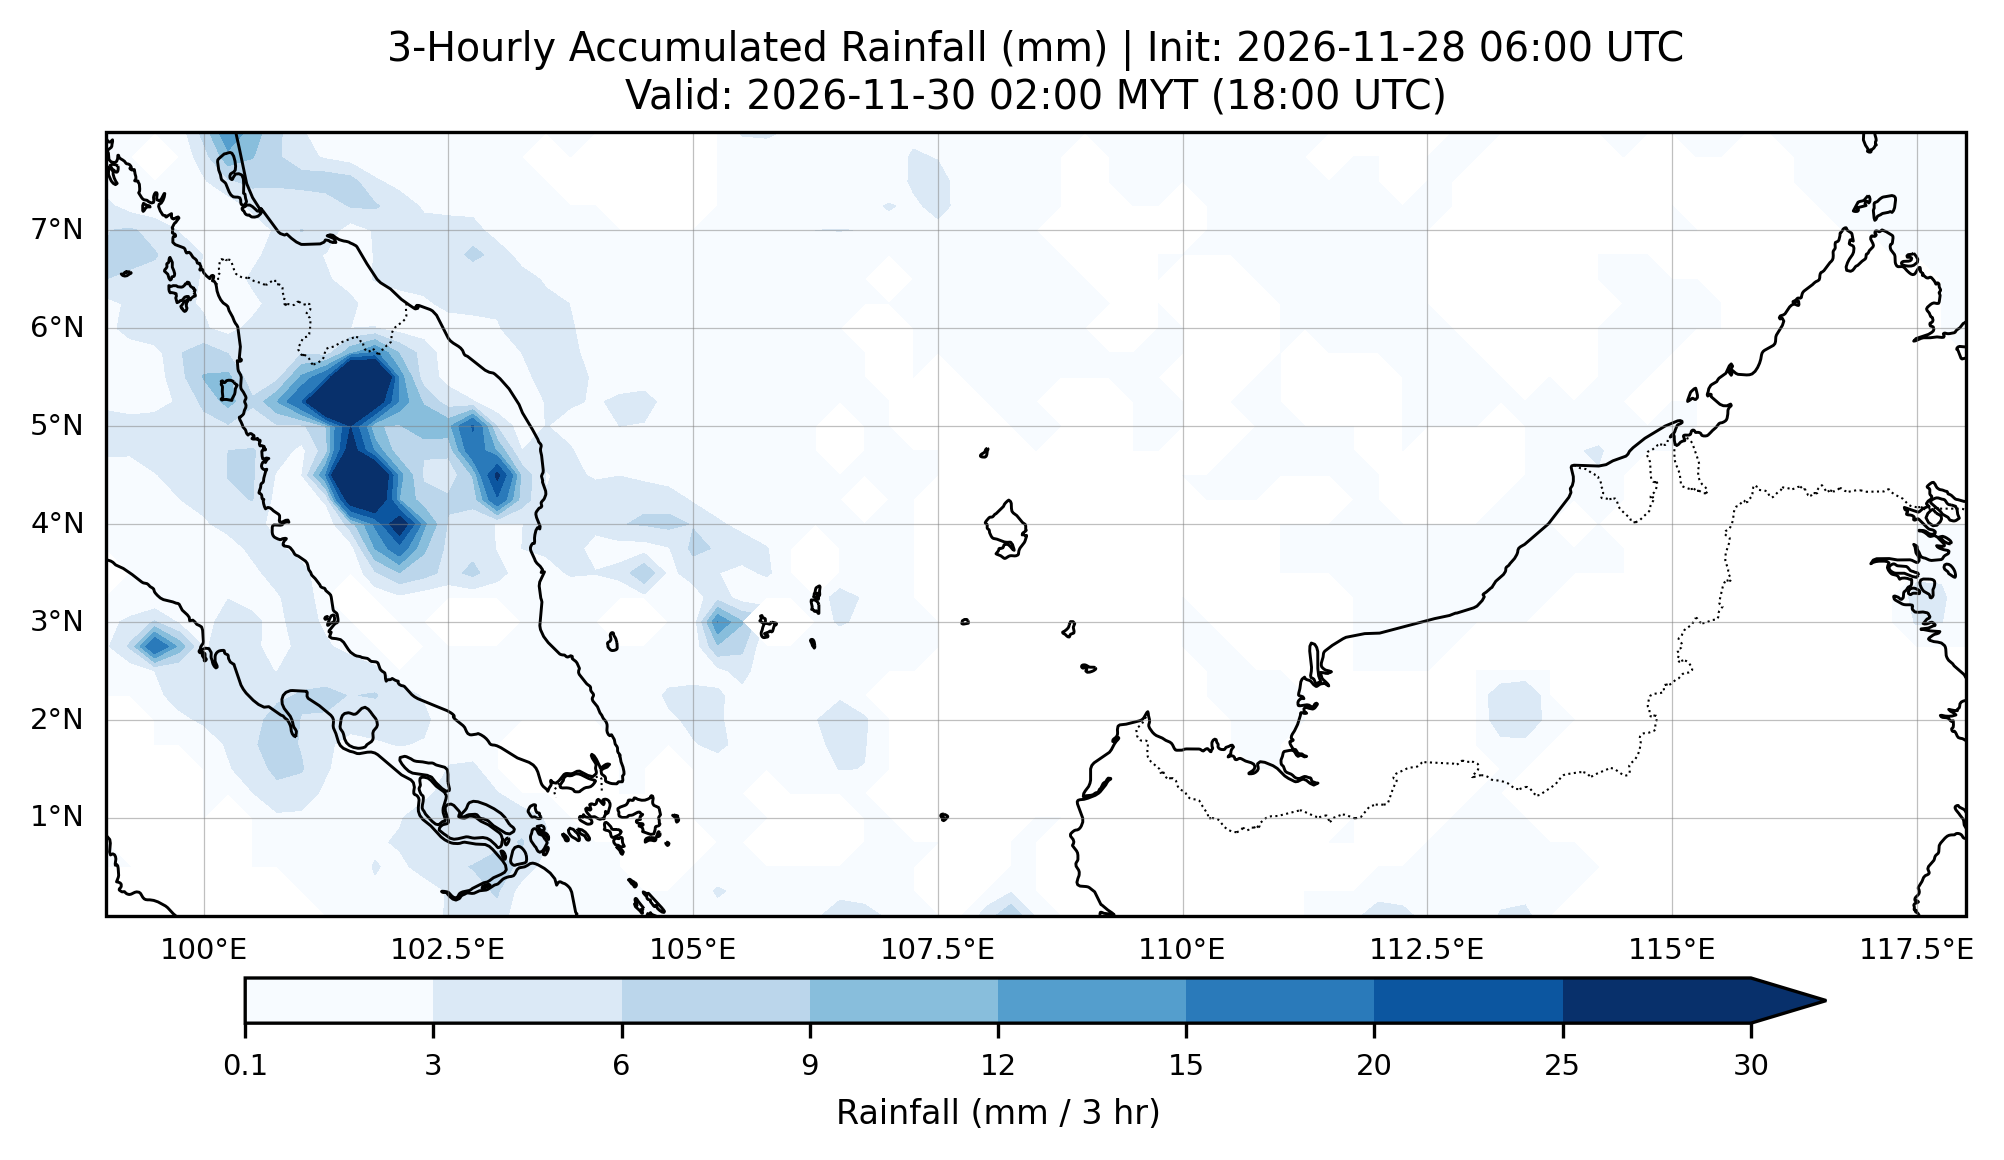 3-Hourly Accumulated Rainfall (mm) | Init: 2026-11-28 06:00 UTC
Valid: 2026-11-30 02:00 MYT (18:00 UTC)
7°N
6°N
5°N
4°N
3°N
2°N
1°N
100°E 102.5°E 105°E 107.5°E 110°E 112.5°E 115°E 117.5°E
0.1 3 6 9 12 15 20 25 30
Rainfall (mm / 3 hr)